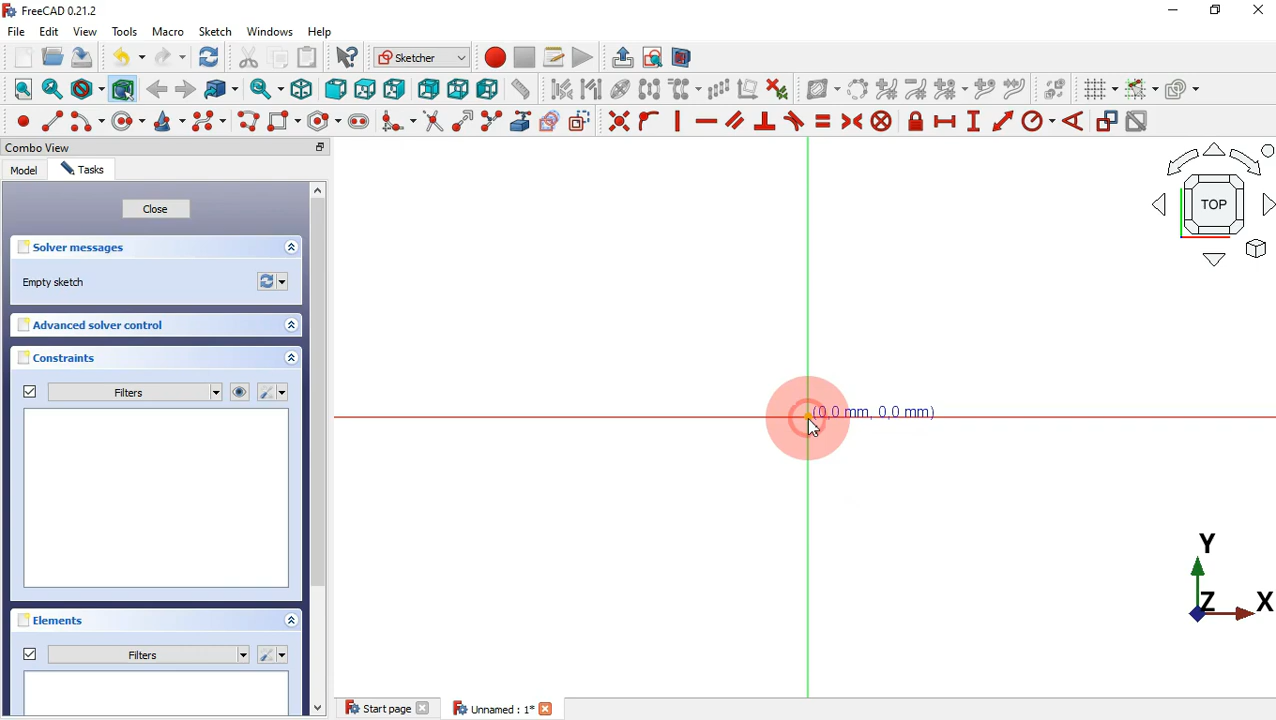 FreeCAD 0.21.2
File Edit View Tools Macro Sketch Windows Help
Sketcher
Combo View
Model Tasks
Close
Solver messages
Empty sketch
Advanced solver control
Constraints
Filters
Elements
Filters
(0,0 mm, 0,0 mm)
TOP
Y
Z X
Start page Unnamed : 1*